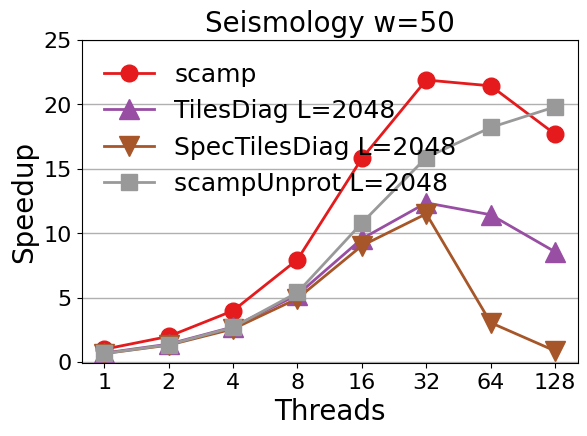 Seismology w=50
25
20
15
10
5
0
Speedup
scamp
TilesDiag L=2048
SpecTilesDiag L=2048
scampUnprot L=2048
1 2 4 8 16 32 64 128
Threads